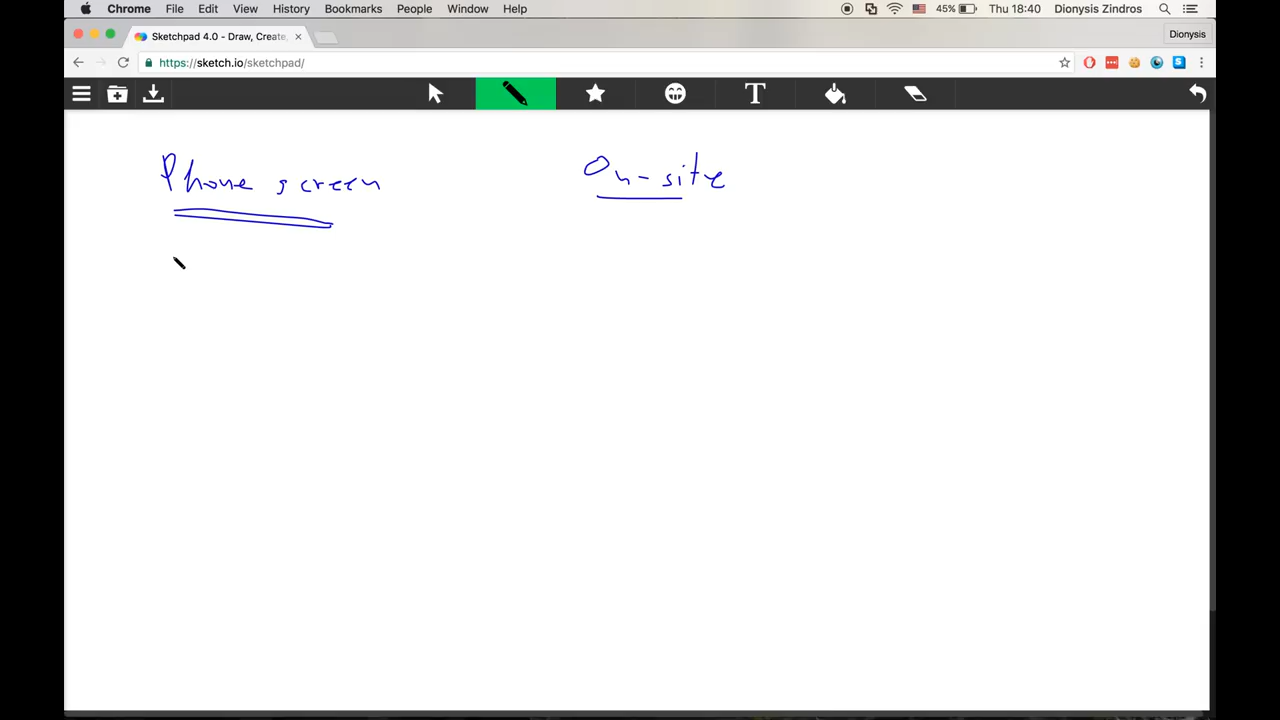 Chrome File Edit View History Bookmarks People Window Help 45% Thu 18:40 Dionysis Zindros
Sketchpad 4.0 - Draw, Create, Dionysis
https://sketch.io/sketchpad/
T
Phone screen On-site